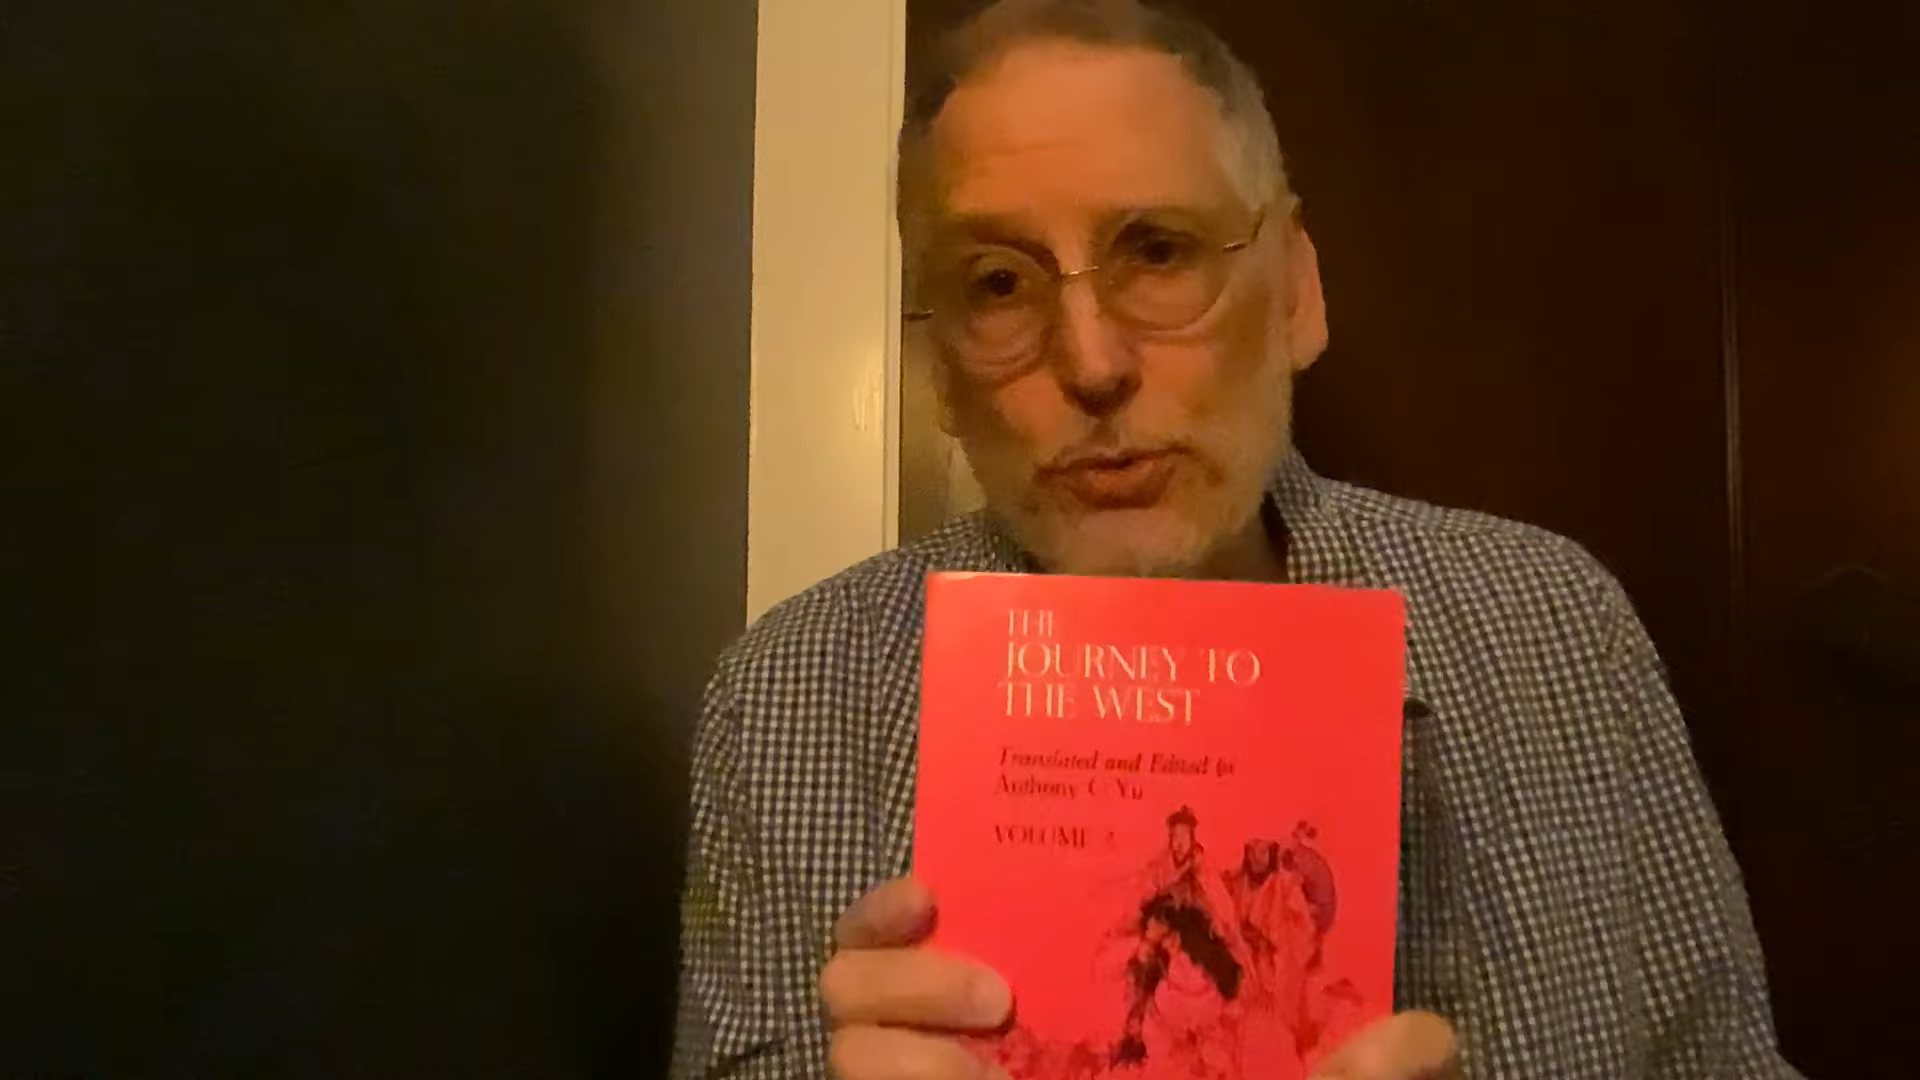 THE
JOURNEY TO
THE WEST
Translated and Edited by
Anthony C. Yu
VOLUME